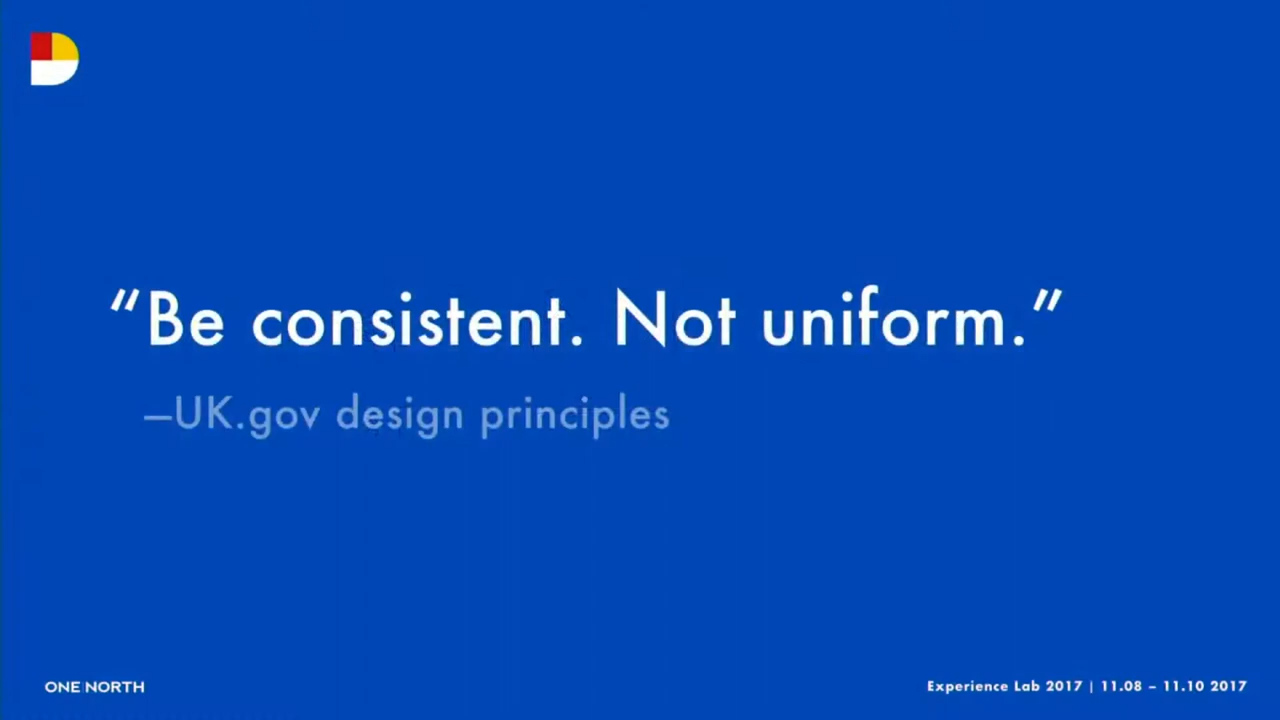 “Be consistent. Not uniform.”
—UK.gov design principles
ONE NORTH
Experience Lab 2017 | 11.08 – 11.10 2017